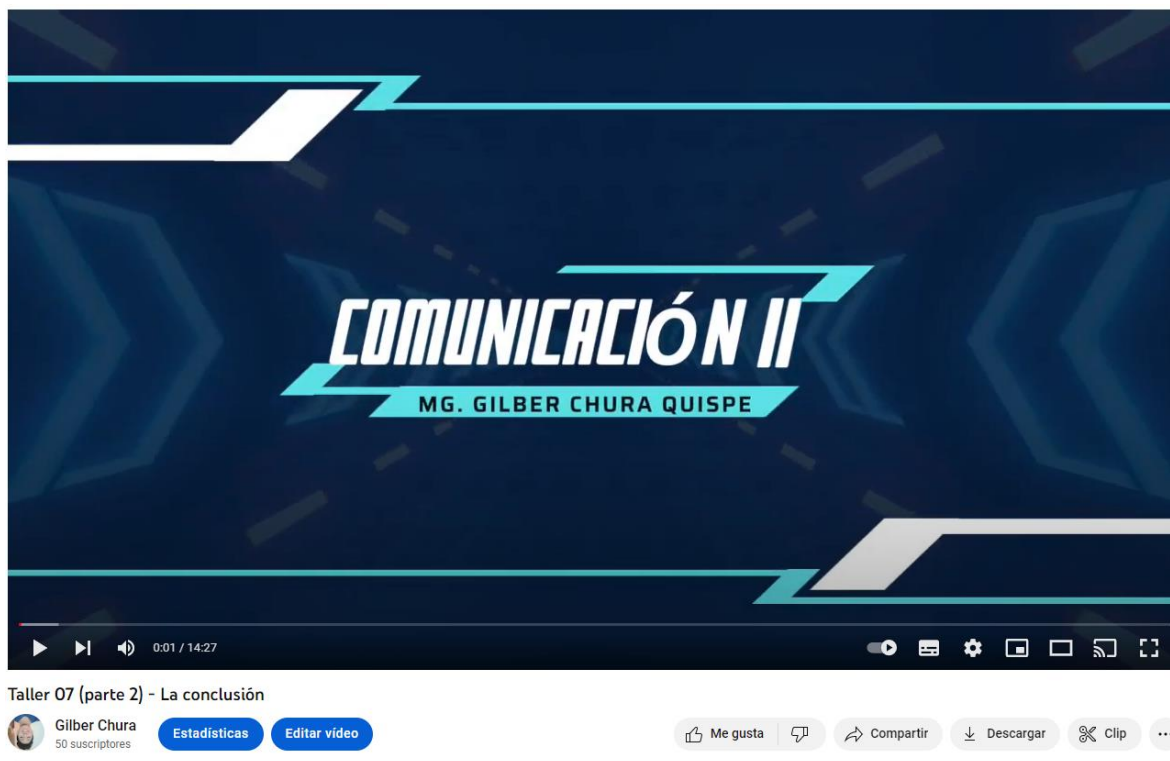 COMUNICACIÓN II
MG. GILBER CHURA QUISPE
0:01 / 14:27
Taller 07 (parte 2) - La conclusión
Gilber Chura
50 suscriptores
Estadísticas
Editar vídeo
Me gusta
Compartir
Descargar
Clip